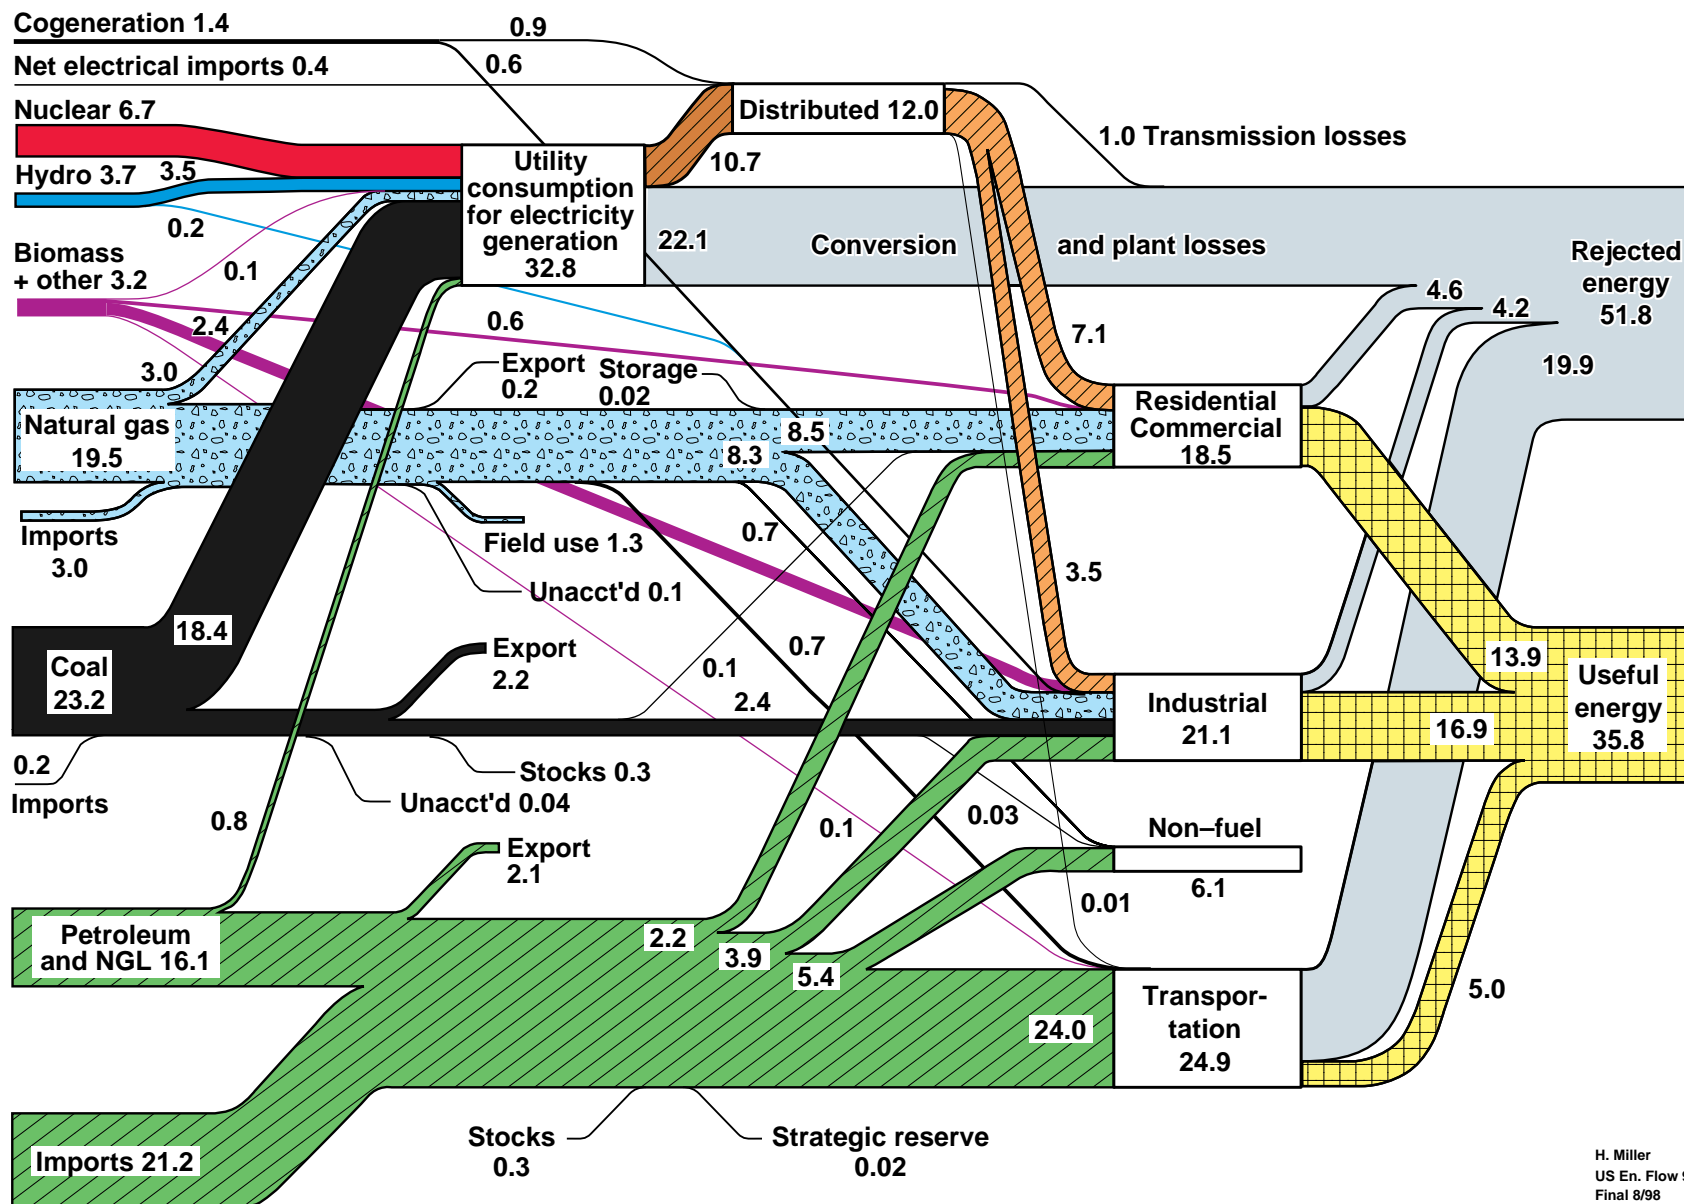 Cogeneration 1.4
0.9
Net electrical imports 0.4
0.6
Nuclear 6.7
Distributed 12.0
1.0 Transmission losses
10.7
Hydro 3.7
3.5
0.2
Utility
consumption
for electricity
generation
32.8
22.1
Conversion and plant losses
Rejected
energy
51.8
Biomass
+ other 3.2
0.1
2.4
0.6
4.6
4.2
19.9
7.1
3.0
Export
0.2
Storage
0.02
Natural gas
19.5
8.5
8.3
Residential
Commercial
18.5
Imports
3.0
Field use 1.3
0.7
Unacct'd 0.1
3.5
18.4
Coal
23.2
Export
2.2
0.7
0.1
2.4
13.9
Industrial
21.1
16.9
Useful
energy
35.8
0.2
Imports
Stocks 0.3
Unacct'd 0.04
0.8
0.1
0.03
Non–fuel
6.1
Export
2.1
0.01
Petroleum
and NGL 16.1
2.2
3.9
5.4
24.0
Transpor-
tation
24.9
5.0
Imports 21.2
Stocks
0.3
Strategic reserve
0.02
H. Miller
US En. Flow
Final 8/98